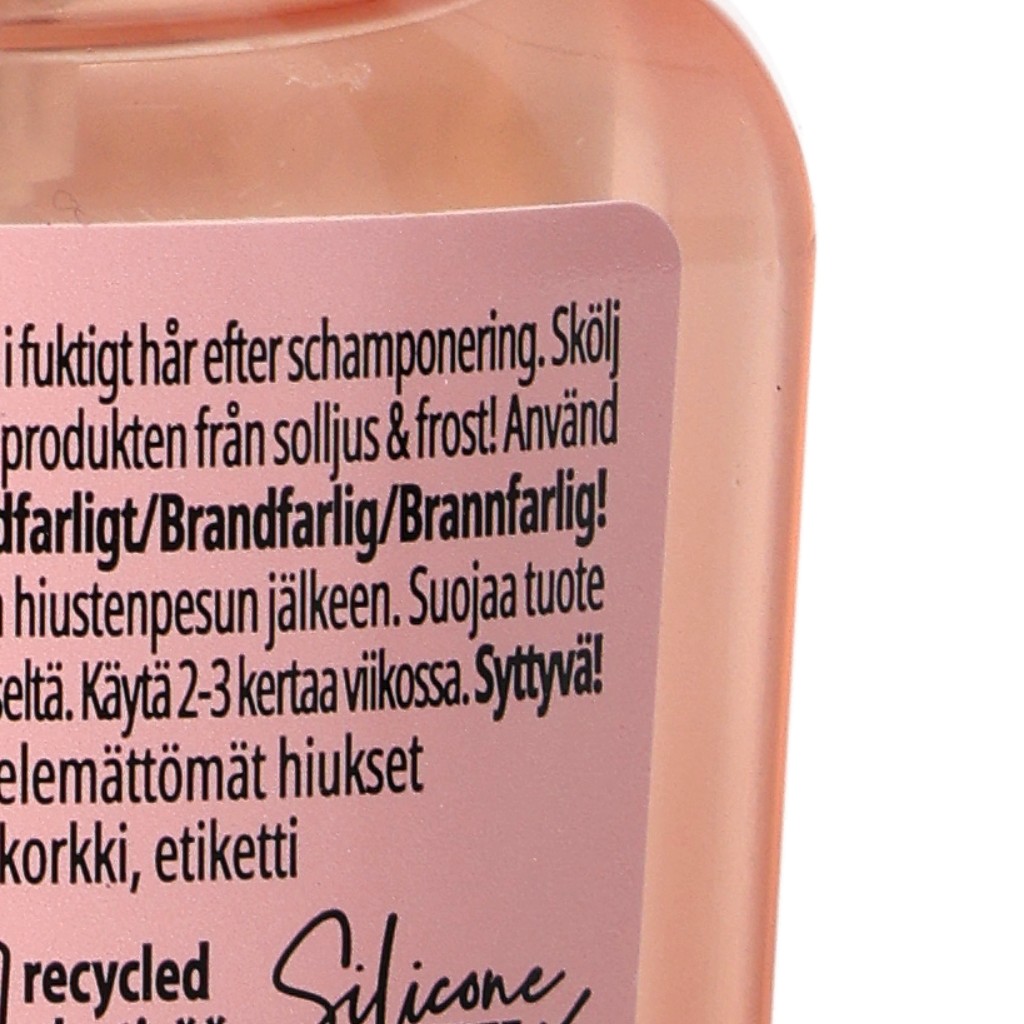 i fuktigt hår efter schamponering. Skölj
produkten från solljus & frost! Använd
dfarligt/Brandfarlig/Brannfarlig!
hiustenpesun jälkeen. Suojaa tuote
seltä. Käytä 2-3 kertaa viikossa. Syttyvä!
elemättömät hiukset
korkki, etiketti
recycled
Silicone